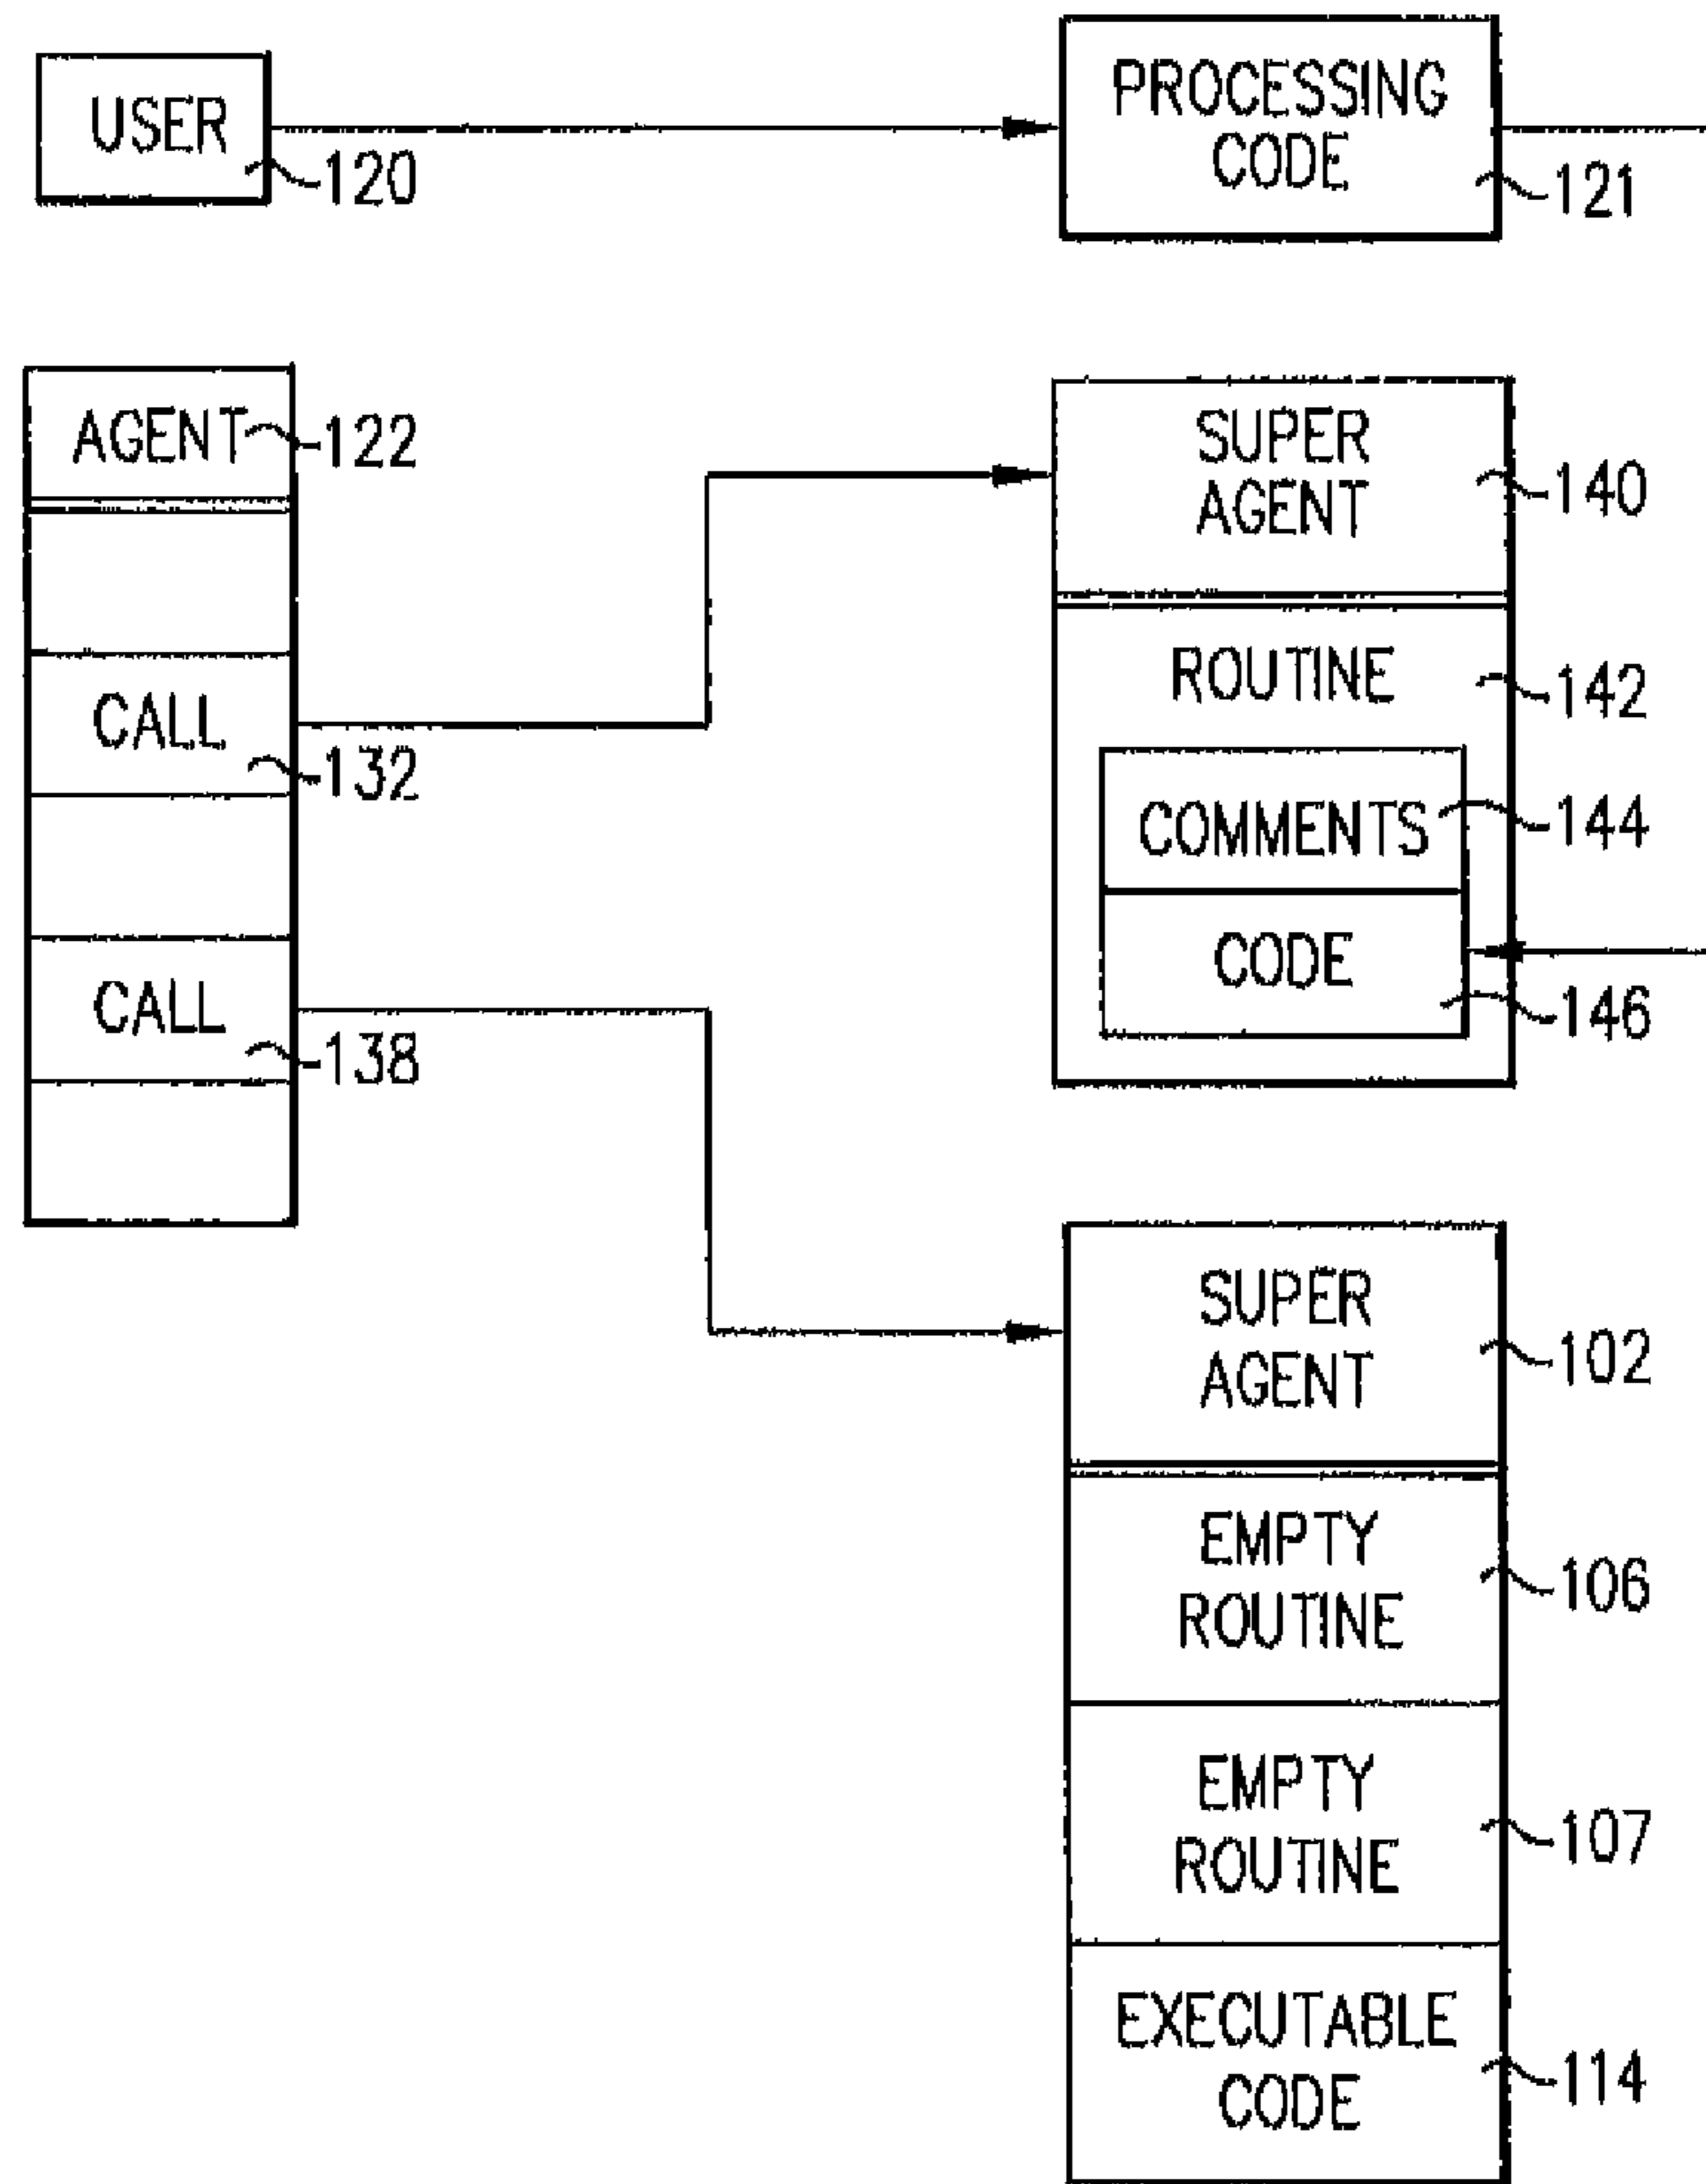 USER
120
PROCESSING
CODE
121
AGENT
122
CALL
132
CALL
138
SUPER
AGENT
140
ROUTINE
142
COMMENTS
144
CODE
146
SUPER
AGENT
102
EMPTY
ROUTINE
106
EMPTY
ROUTINE
107
EXECUTABLE
CODE
114